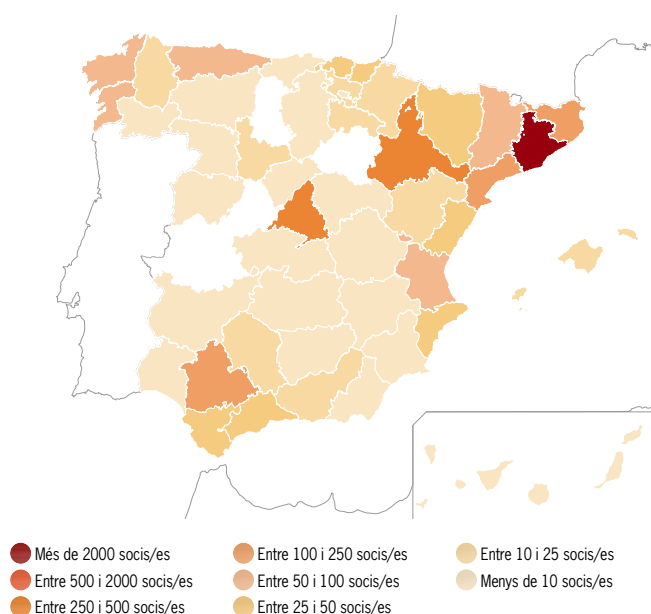 Més de 2000 socis/es
Entre 500 i 2000 socis/es
Entre 250 i 500 socis/es
Entre 100 i 250 socis/es
Entre 50 i 100 socis/es
Entre 25 i 50 socis/es
Entre 10 i 25 socis/es
Menys de 10 socis/es